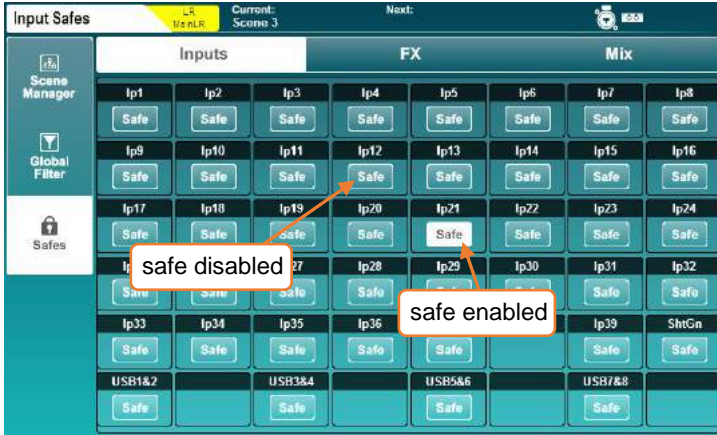 Input Safes
LR
MainLR
Current:
Scene 3
Next:
Inputs
FX
Mix
Scene
Manager
Global
Filter
Safes
Ip1 Ip2 Ip3 Ip4 Ip5 Ip6 Ip7 Ip8
Safe Safe Safe Safe Safe Safe Safe Safe
Ip9 Ip10 Ip11 Ip12 Ip13 Ip14 Ip15 Ip16
Safe Safe Safe Safe Safe Safe Safe Safe
Ip17 Ip18 Ip19 Ip20 Ip21 Ip22 Ip23 Ip24
Safe Safe Safe Safe Safe Safe Safe Safe
safe disabled
Ip28 Ip29 Ip30 Ip31 Ip32
Safe Safe Safe Safe Safe Safe
safe enabled
Ip33 Ip34 Ip35 Ip36 Ip39 ShtGn
Safe Safe Safe Safe Safe Safe Safe
USB1&2 USB3&4 USB5&6 USB7&8
Safe Safe Safe Safe